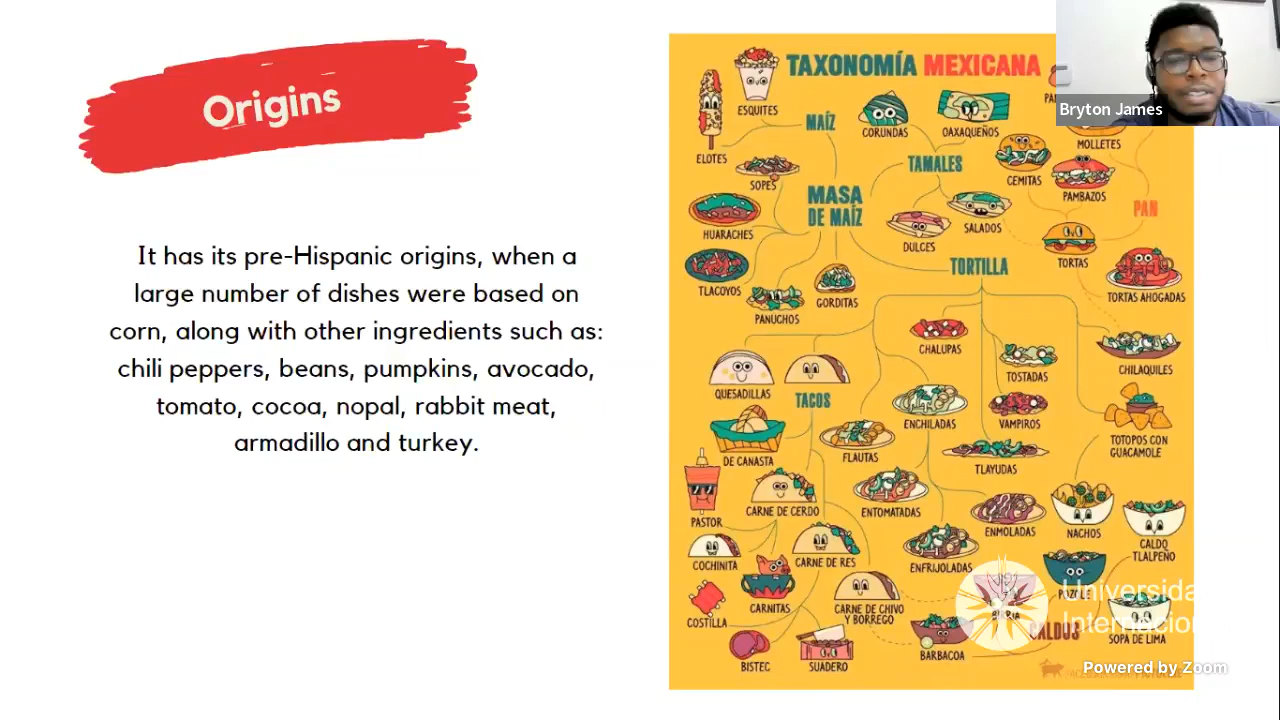 Origins
It has its pre-Hispanic origins, when a
large number of dishes were based on
corn, along with other ingredients such as:
chili peppers, beans, pumpkins, avocado,
tomato, cocoa, nopal, rabbit meat,
armadillo and turkey.
TAXONOMÍA MEXICANA
Bryton James
ESQUITES
MAÍZ
CORUNDAS
OAXAQUEÑOS
MOLLETES
ELOTES
SOPES
TAMALES
CEMITAS
PAMBAZOS
MASA
DE MAÍZ
HUARACHES
DULCES
SALADOS
PAN
TORTAS
TLACOYOS
PANUCHOS
GORDITAS
TORTILLA
TORTAS AHOGADAS
CHALUPAS
TOSTADAS
CHILAQUILES
QUESADILLAS
TACOS
ENCHILADAS
VAMPIROS
DE CANASTA
FLAUTAS
TLAYUDAS
TOTOPOS CON
GUACAMOLE
PASTOR
CARNE DE CERDO
ENTOMATADAS
ENMOLADAS
NACHOS
CALDO
TLALPEÑO
COCHINITA
CARNE DE RES
ENFRIJOLADAS
POZOLE
CARNITAS
CARNE DE CHIVO
Y BORREGO
BIRRIA
COSTILLA
CALDOS
SOPA DE LIMA
BISTEC
SUADERO
BARBACOA
Universida
Internacion
Powered by Zoom